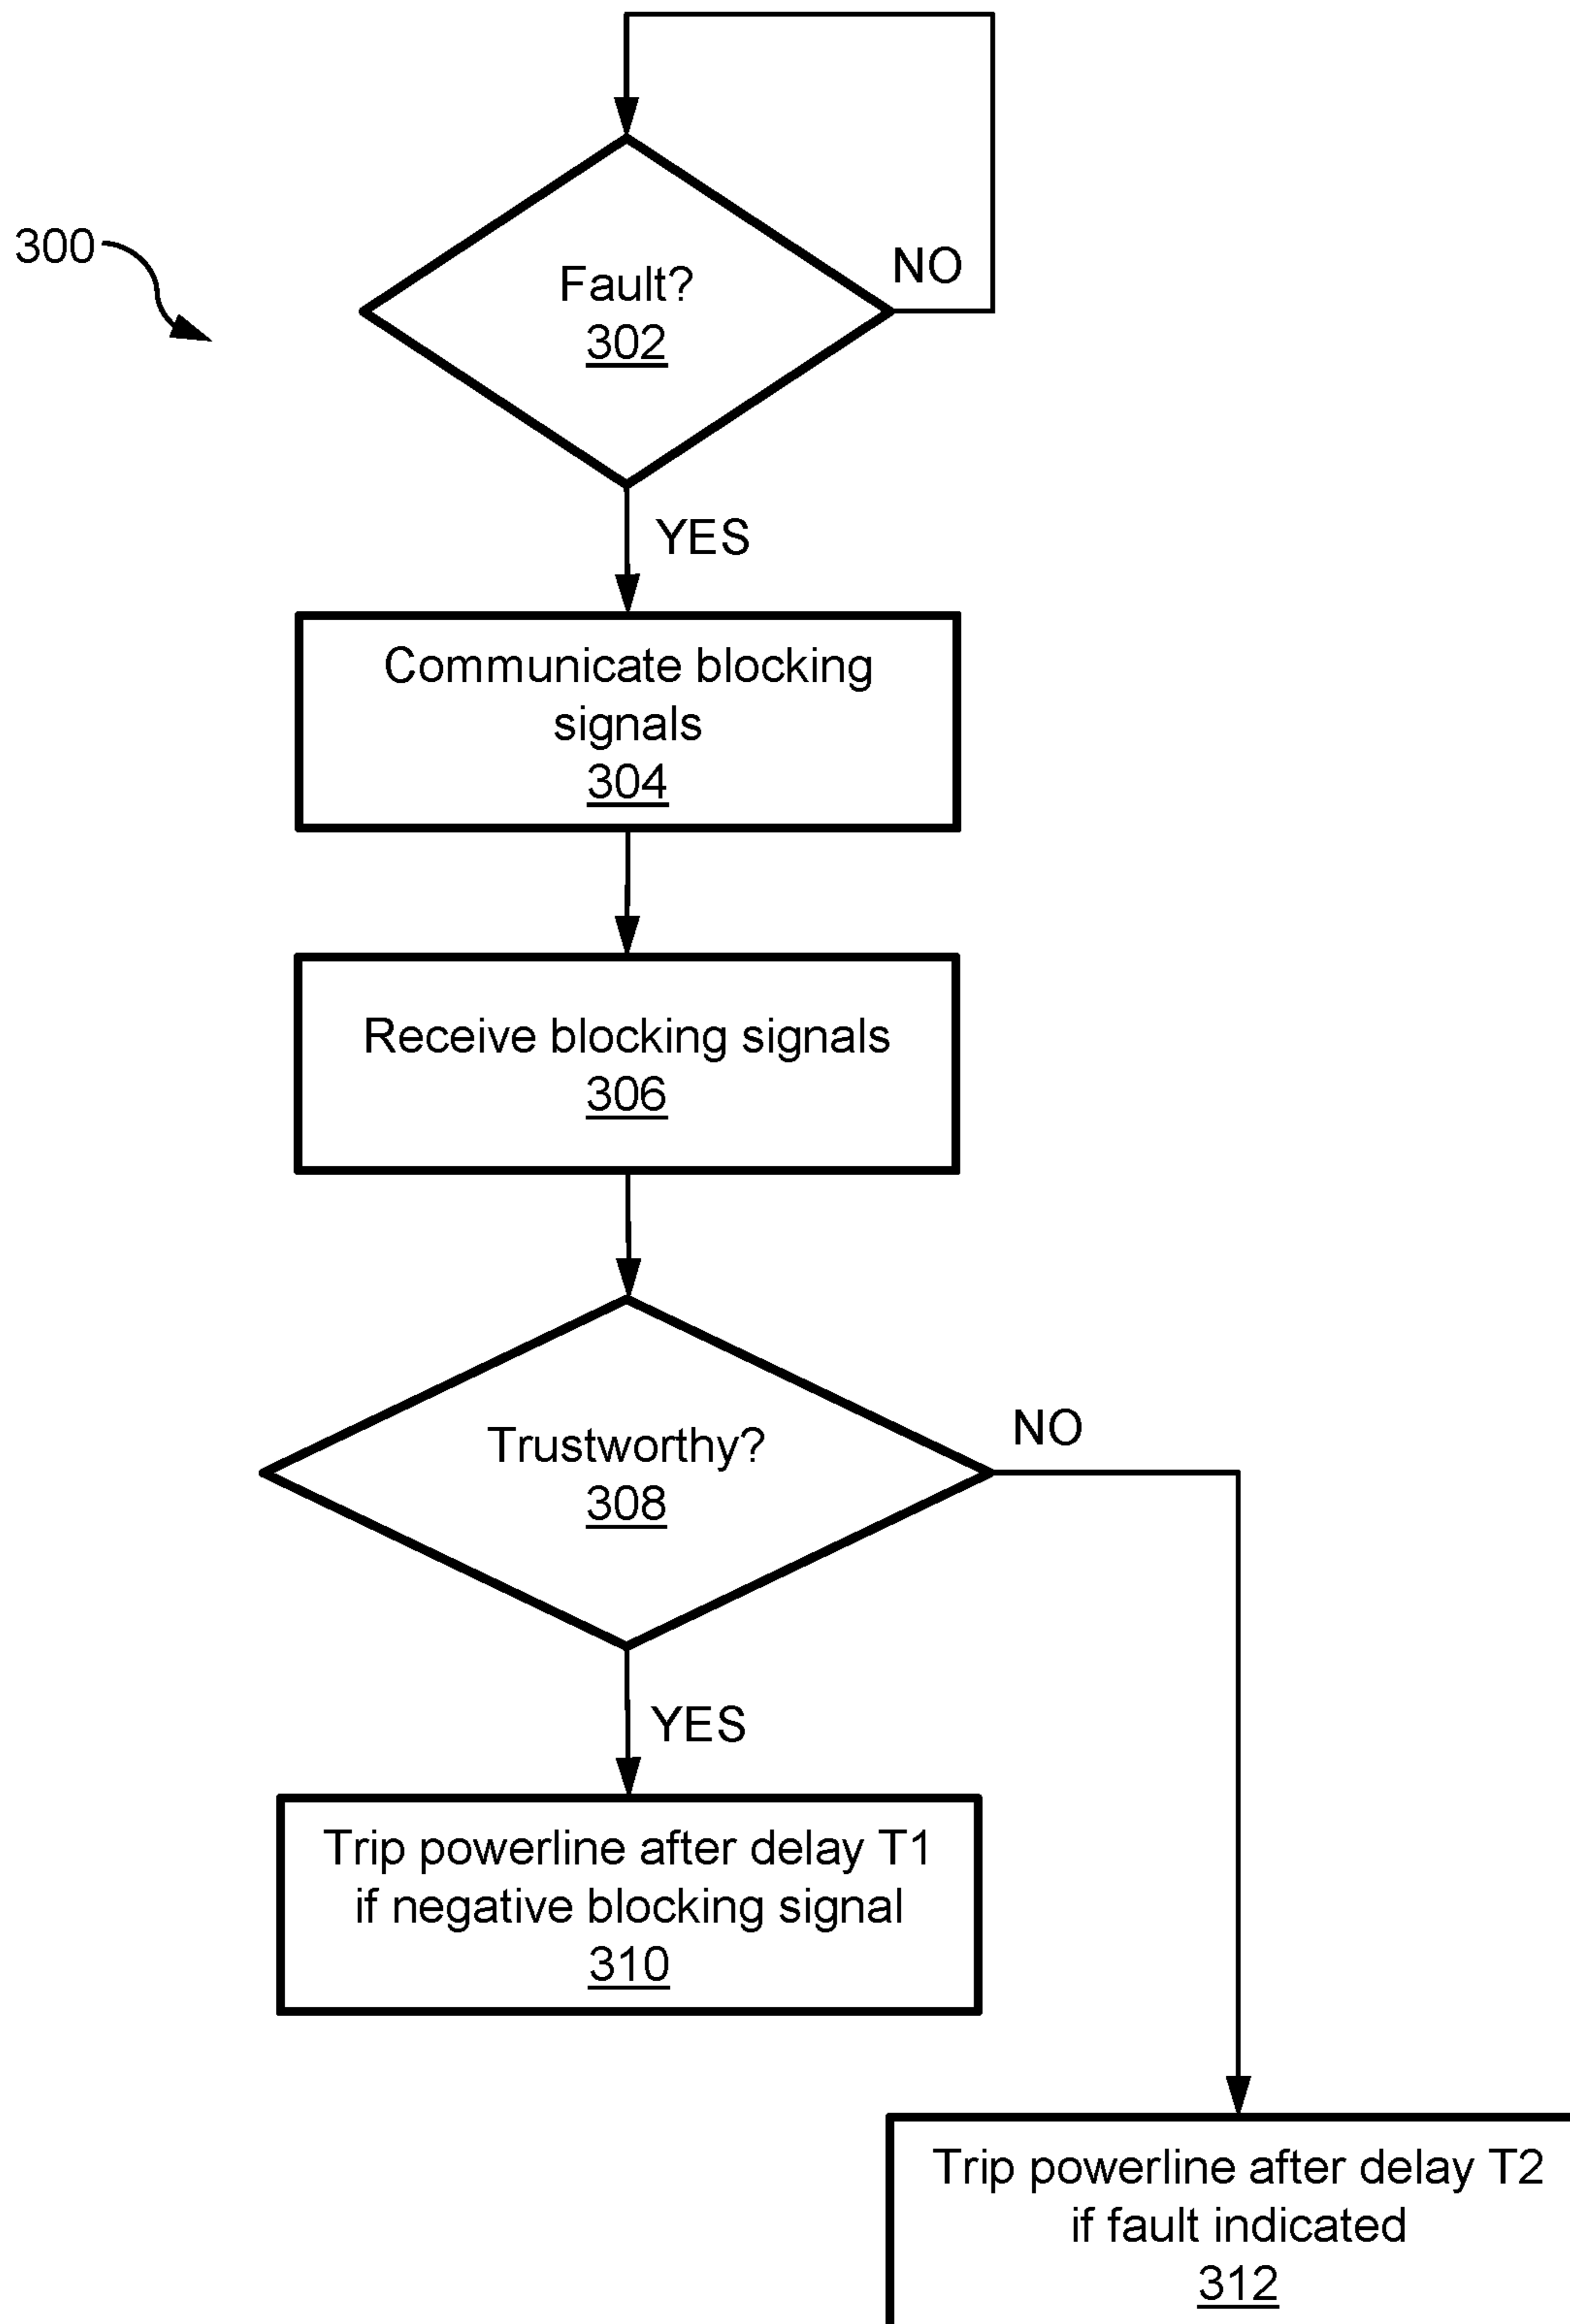 300
Fault?
302
NO
YES
Communicate blocking
signals
304
Receive blocking signals
306
Trustworthy?
308
NO
YES
Trip powerline after delay T1
if negative blocking signal
310
Trip powerline after delay T2
if fault indicated
312